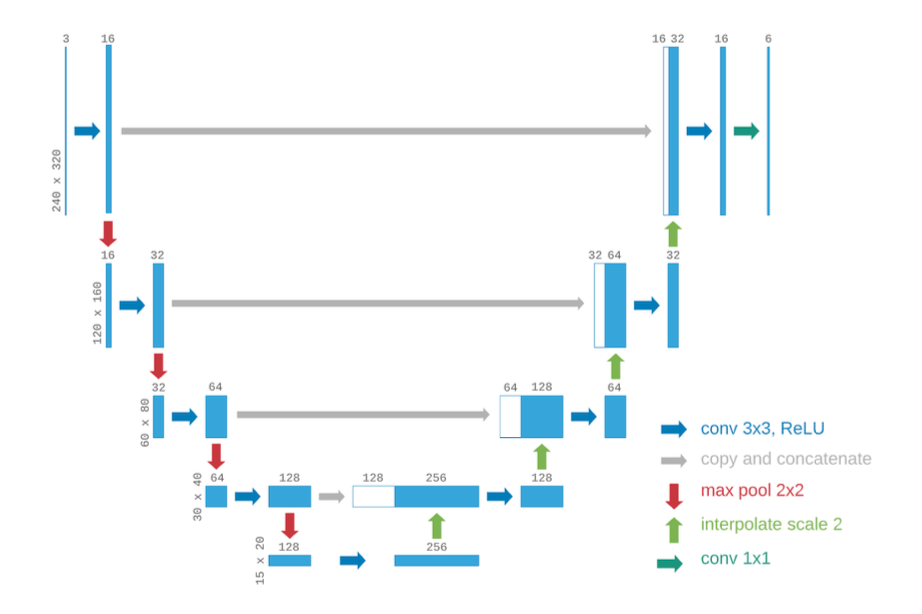 3 16 16 32 16 6
240 x 320
16 32 32 64 32
120 x 160
32 64 64 128 64
60 x 80
64 128 128 256 128
30 x 40
128 256
15 x 20
conv 3x3, ReLU
copy and concatenate
max pool 2x2
interpolate scale 2
conv 1x1